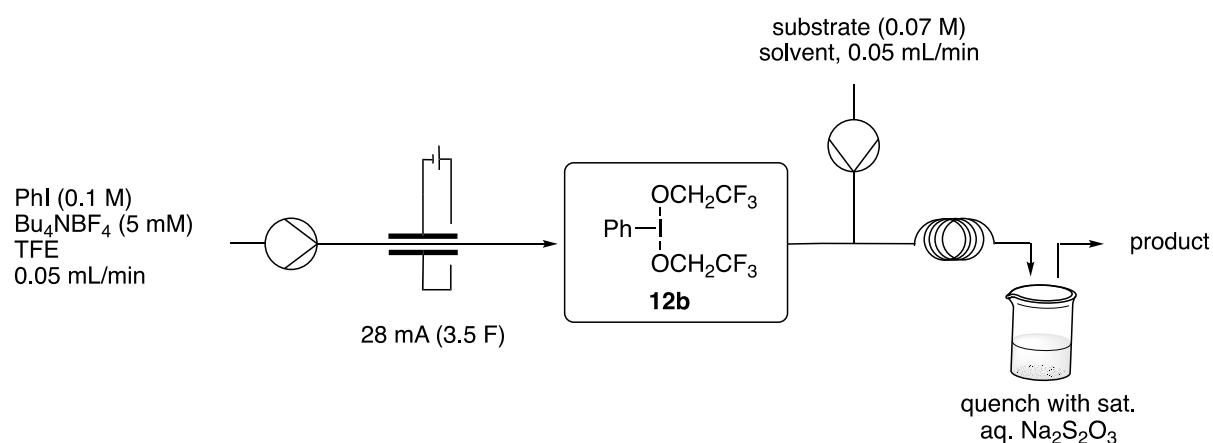 substrate (0.07 M)
solvent, 0.05 mL/min
PhI (0.1 M)
Bu₄NBF₄ (5 mM)
TFE
0.05 mL/min
OCH₂CF₃
Ph–I
OCH₂CF₃
12b
product
28 mA (3.5 F)
quench with sat.
aq. Na₂S₂O₃